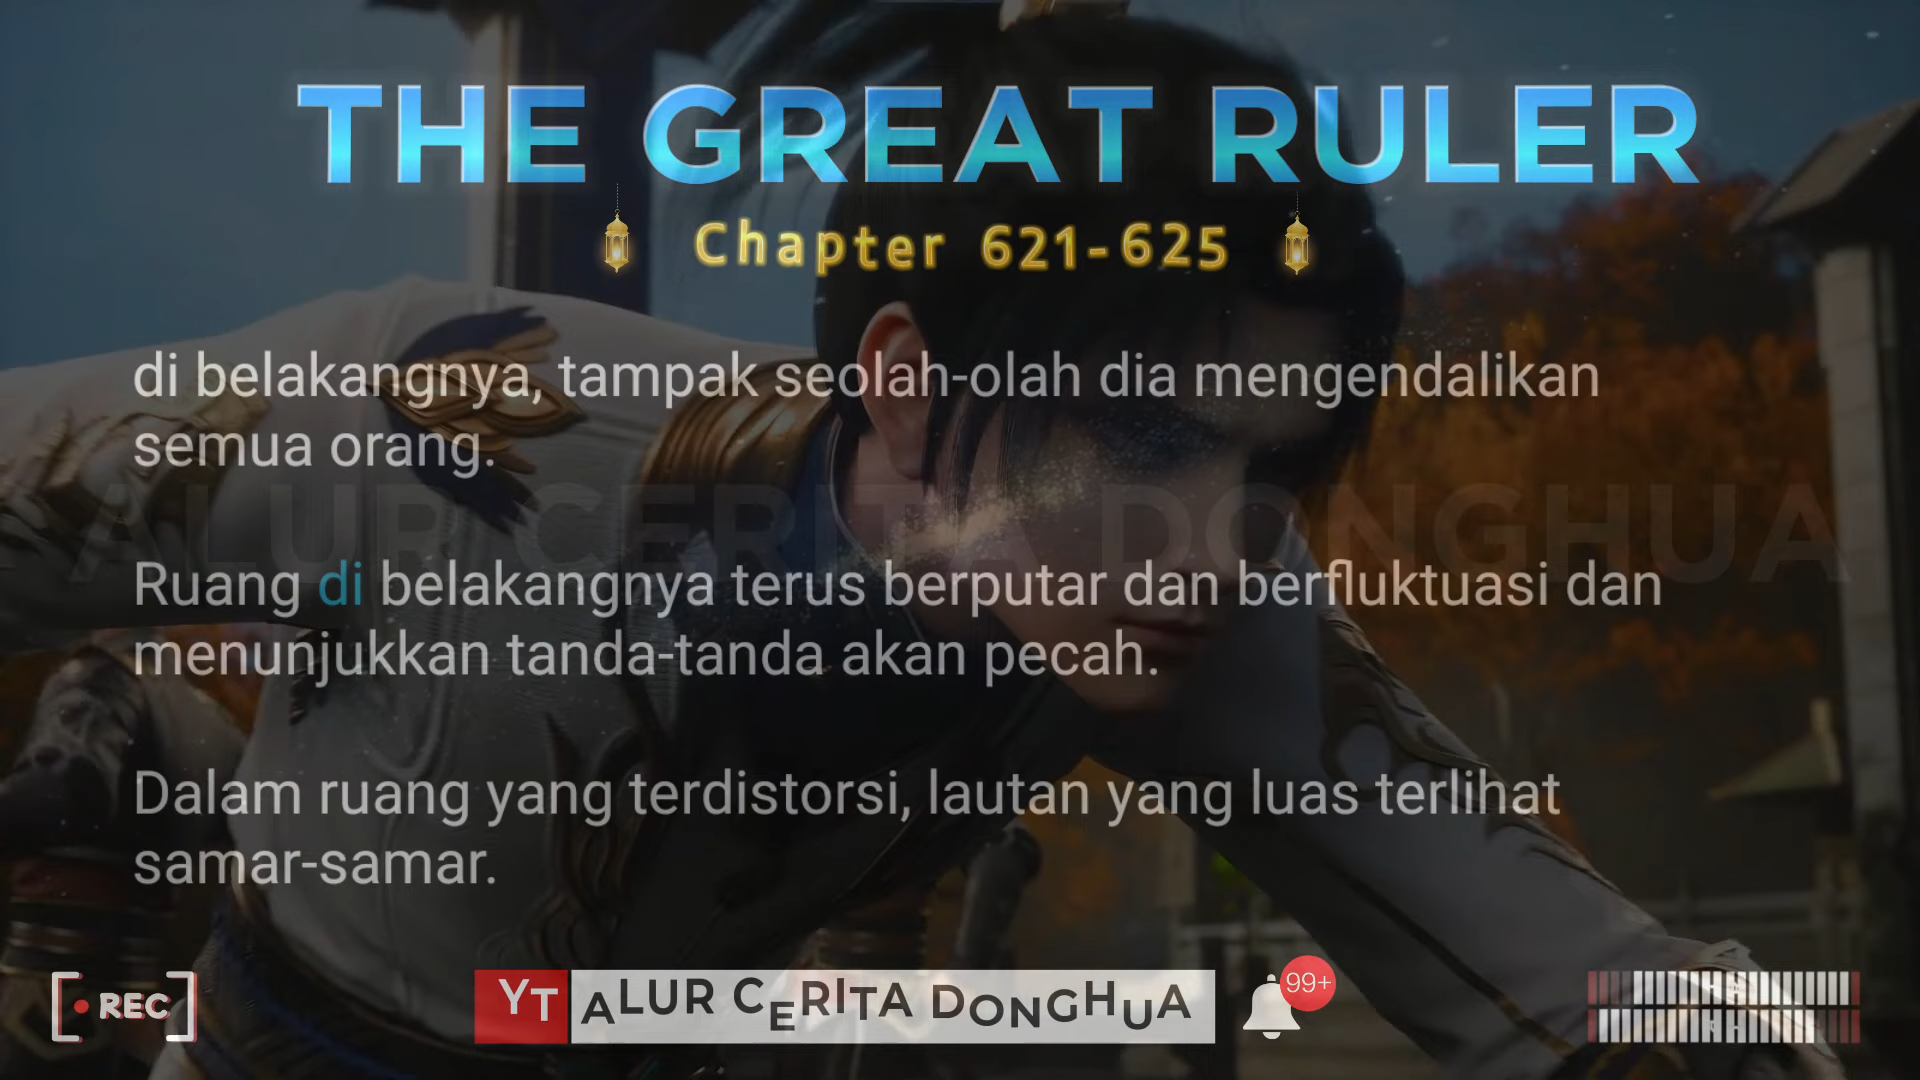 THE GREAT RULER
Chapter 621-625
di belakangnya, tampak seolah-olah dia mengendalikan
semua orang.
ALUR CERITA DONGHUA
Ruang di belakangnya terus berputar dan berfluktuasi dan
menunjukkan tanda-tanda akan pecah.
Dalam ruang yang terdistorsi, lautan yang luas terlihat
samar-samar.
REC
YT ALUR CERITA DONGHUA
99+